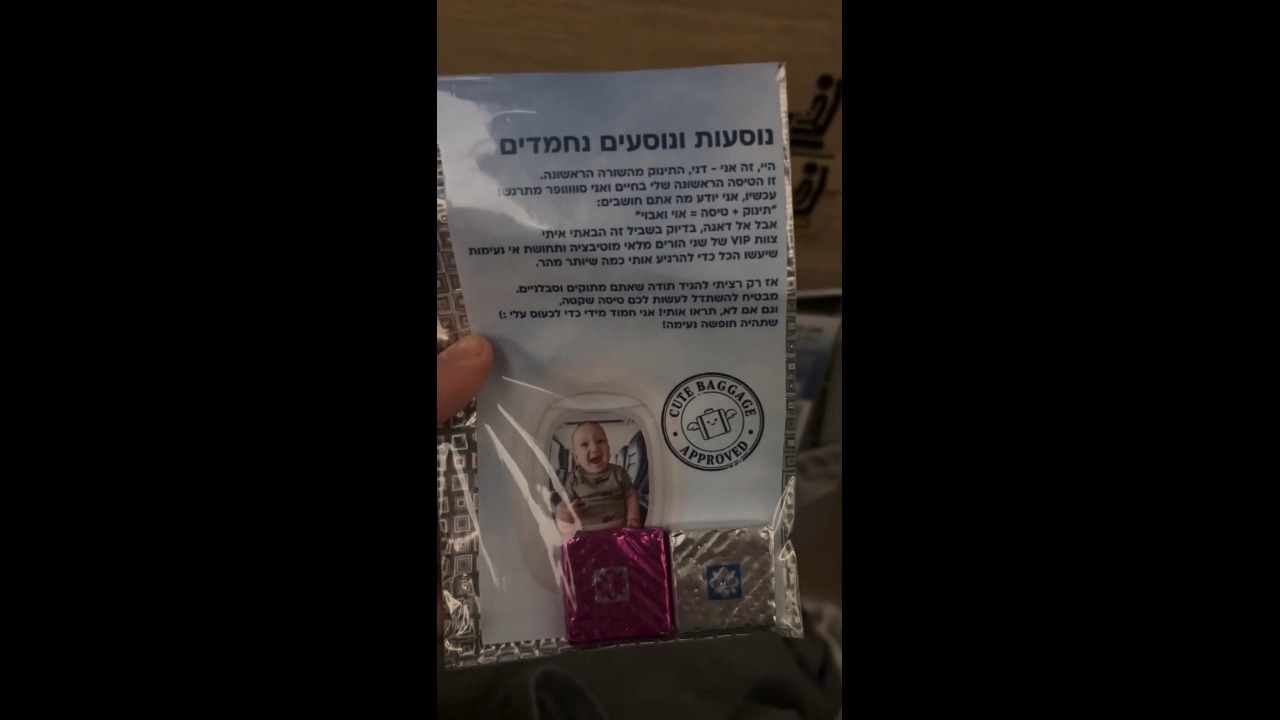 נוסעות ונוסעים נחמדים
היי, זה אני - דני, התינוק מהשורה הראשונה.
זו הטיסה הראשונה שלי בחיים ואני סוווווופר מתרגש!
עכשיו, אני יודע מה אתם חושבים:
"תינוק + טיסה = אוי ואבוי"
אבל אל דאגה, בדיוק בשביל זה הבאתי איתי
צוות VIP של שני הורים מלאי מוטיבציה ותחושת אי נעימות
שיעשו הכל כדי להרגיע אותי כמה שיותר מהר.
אז רק רציתי להגיד תודה שאתם מתוקים וסבלניים.
מבטיח להשתדל לעשות לכם טיסה שקטה,
וגם אם לא, תראו אותי! אני חמוד מידי כדי לכעוס עלי :)
שתהיה חופשה נעימה!
CUTE BAGGAGE
APPROVED